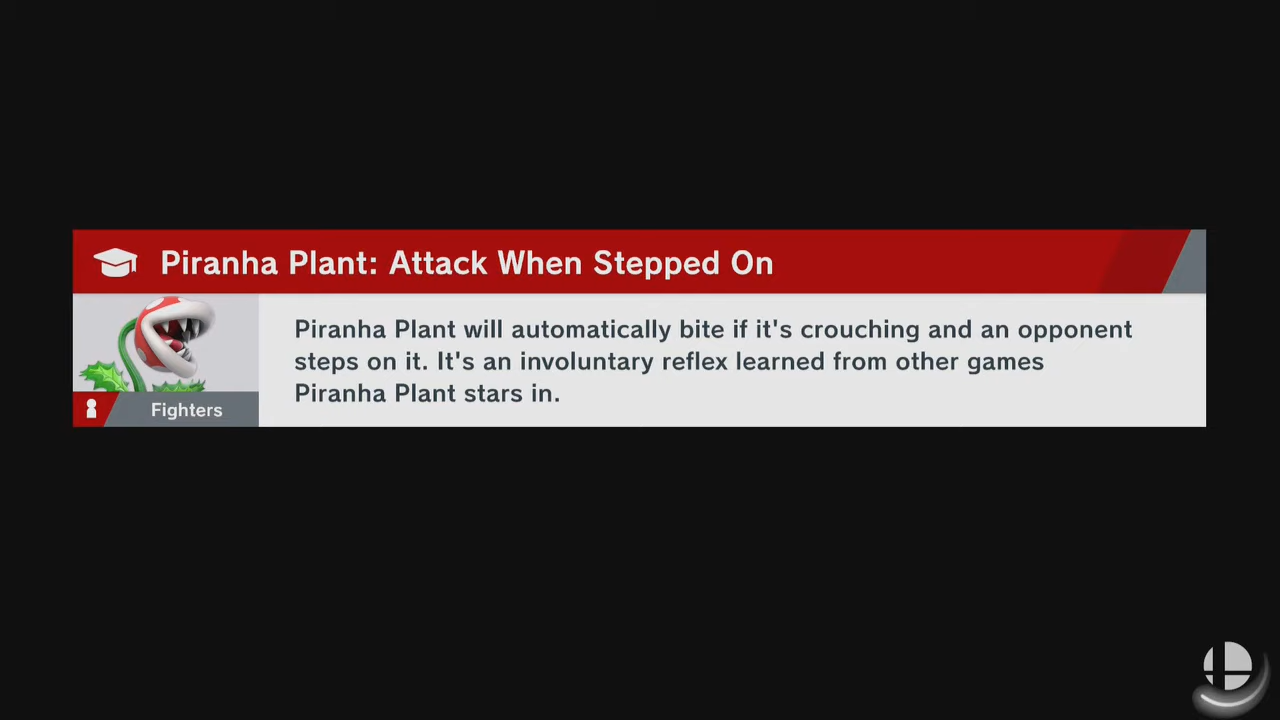 Piranha Plant: Attack When Stepped On
Piranha Plant will automatically bite if it's crouching and an opponent
steps on it. It's an involuntary reflex learned from other games
Piranha Plant stars in.
Fighters